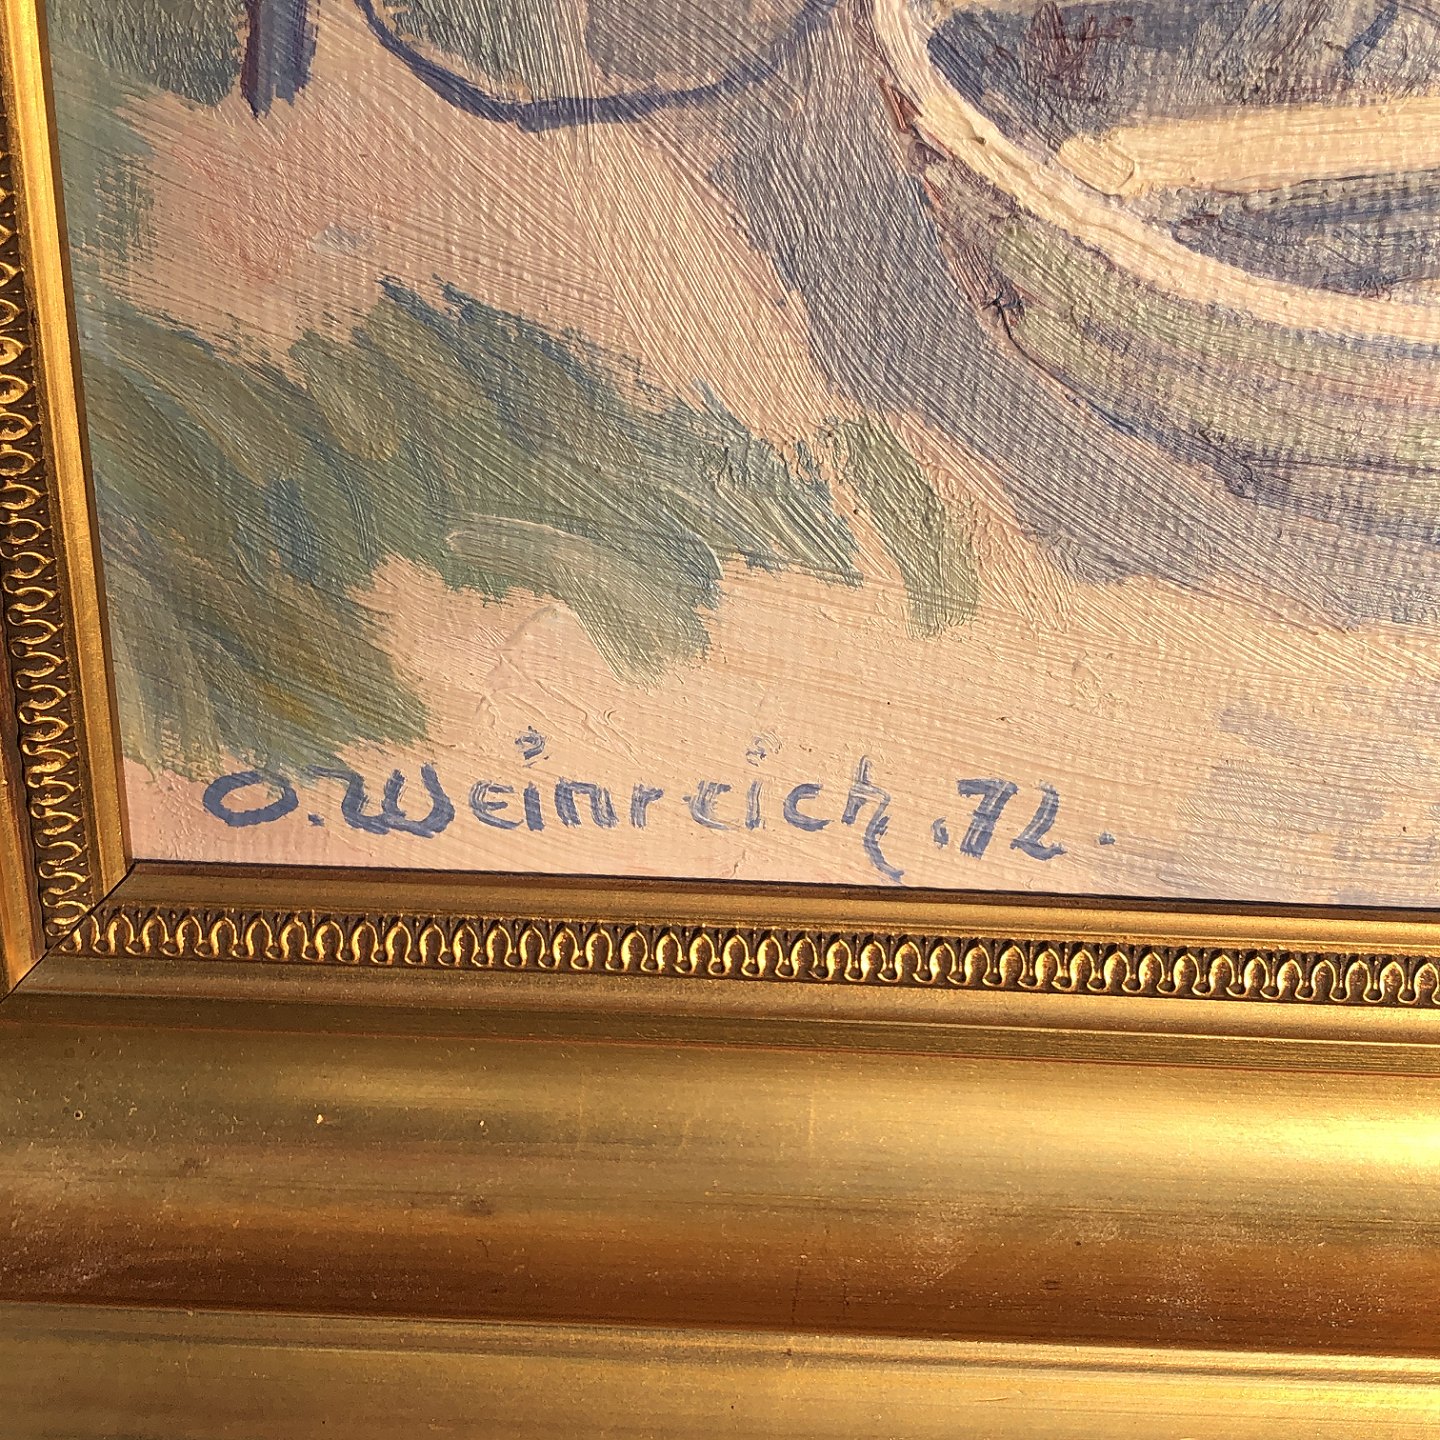 O. Weinreich .72.